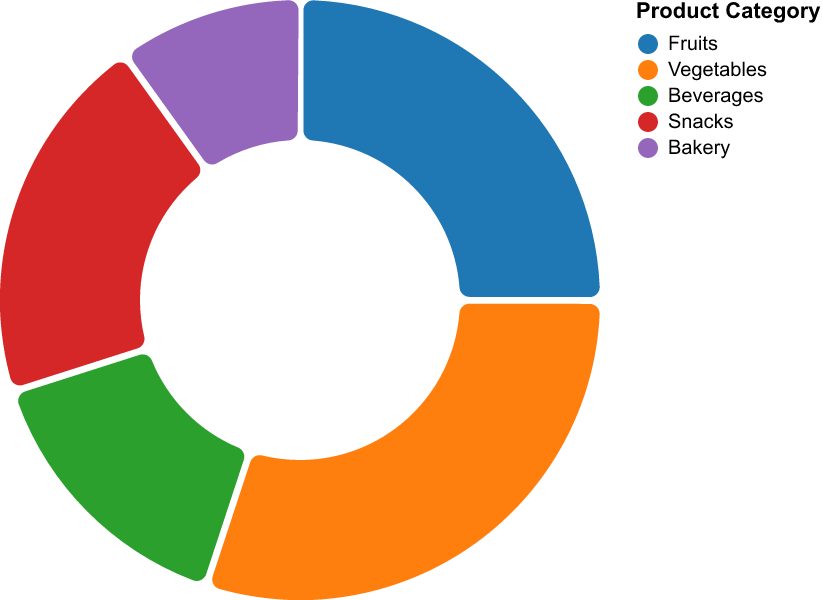 Product Category
Fruits
Vegetables
Beverages
Snacks
Bakery